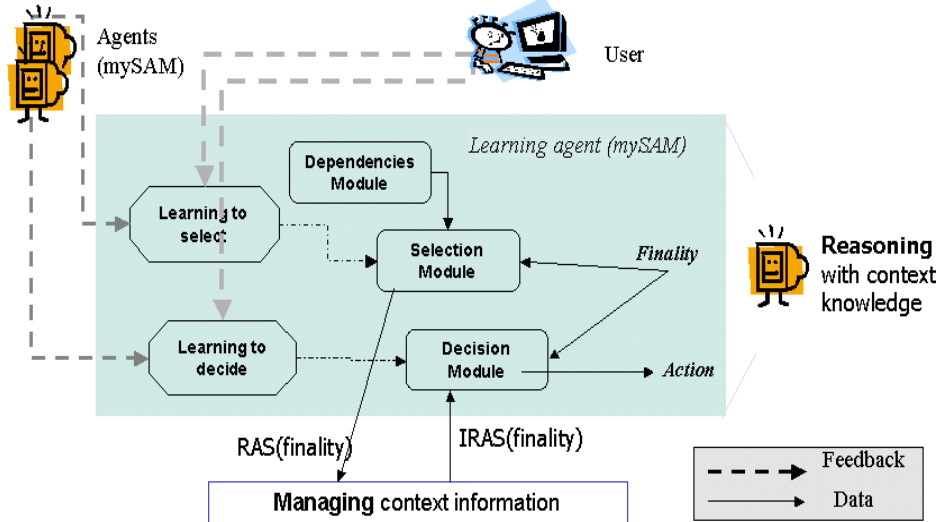 Agents
(mySAM)
User
Learning agent (mySAM)
Dependencies
Module
Learning to
select
Selection
Module
Finality
Reasoning
with context
knowledge
Learning to
decide
Decision
Module
Action
RAS(finality)
IRAS(finality)
Managing context information
Feedback
Data